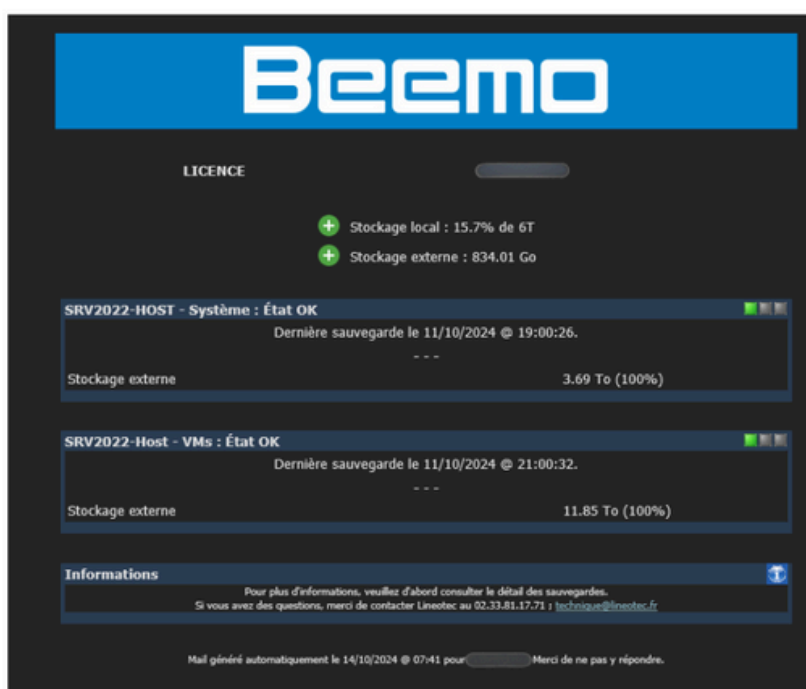 Beemo
LICENCE
Stockage local : 15.7% de 6T
Stockage externe : 834.01 Go
SRV2022-HOST - Système : État OK
Dernière sauvegarde le 11/10/2024 @ 19:00:26.
- - -
Stockage externe 3.69 To (100%)
SRV2022-Host - VMs : État OK
Dernière sauvegarde le 11/10/2024 @ 21:00:32.
- - -
Stockage externe 11.85 To (100%)
Informations
Pour plus d'informations, veuillez d'abord consulter le détail des sauvegardes.
Si vous avez des questions, merci de contacter Lineotec au 02.33.81.17.71 ; technique@lineotec.fr
Mail généré automatiquement le 14/10/2024 @ 07:41 pour Merci de ne pas y répondre.